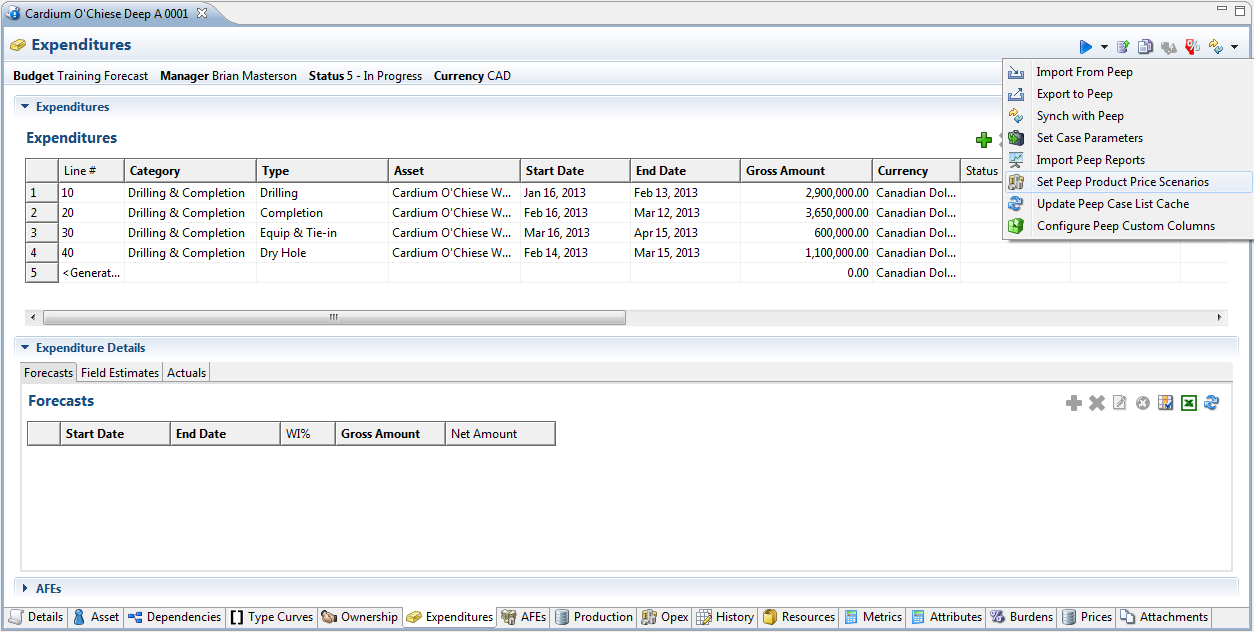 Cardium O'Chiese Deep A 0001
Expenditures
Budget Training Forecast Manager Brian Masterson Status 5 - In Progress Currency CAD
Import From Peep
Export to Peep
Synch with Peep
Set Case Parameters
Import Peep Reports
Set Peep Product Price Scenarios
Update Peep Case List Cache
Configure Peep Custom Columns
Expenditures
Expenditures
Line # Category Type Asset Start Date End Date Gross Amount Currency Status
1 10 Drilling & Completion Drilling Cardium O'Chiese W... Jan 16, 2013 Feb 13, 2013 2,900,000.00 Canadian Dol...
2 20 Drilling & Completion Completion Cardium O'Chiese W... Feb 16, 2013 Mar 12, 2013 3,650,000.00 Canadian Dol...
3 30 Drilling & Completion Equip & Tie-in Cardium O'Chiese W... Mar 16, 2013 Apr 15, 2013 600,000.00 Canadian Dol...
4 40 Drilling & Completion Dry Hole Cardium O'Chiese W... Feb 14, 2013 Mar 15, 2013 1,100,000.00 Canadian Dol...
5 <Generat... 0.00 Canadian Dol...
Expenditure Details
Forecasts Field Estimates Actuals
Forecasts
Start Date End Date WI% Gross Amount Net Amount
AFEs
Details Asset Dependencies Type Curves Ownership Expenditures AFEs Production Opex History Resources Metrics Attributes Burdens Prices Attachments